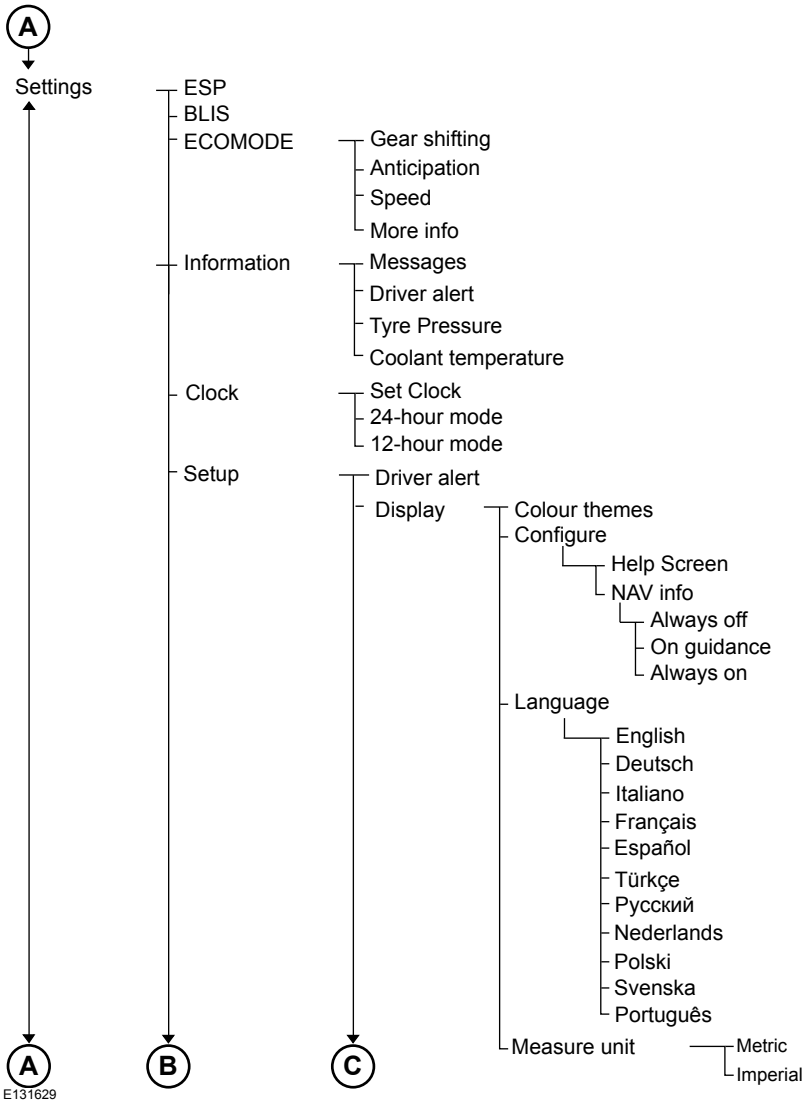 A
Settings
ESP
BLIS
ECOMODE
Gear shifting
Anticipation
Speed
More info
Information
Messages
Driver alert
Tyre Pressure
Coolant temperature
Clock
Set Clock
24-hour mode
12-hour mode
Setup
Driver alert
Display
Colour themes
Configure
Help Screen
NAV info
Always off
On guidance
Always on
Language
English
Deutsch
Italiano
Français
Español
Türkçe
Русский
Nederlands
Polski
Svenska
Português
Measure unit
Metric
Imperial
A
B
C
E131629